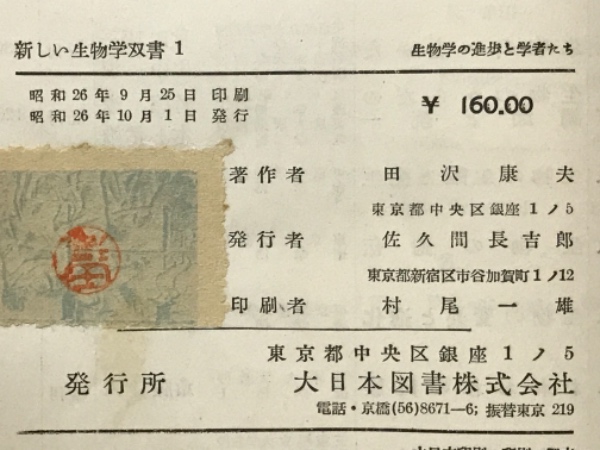 新しい生物学双書 1 生物学の進歩と学者たち
昭和26年9月25日 印刷
昭和26年10月1日 発行
¥ 160.00
著作者 田沢康夫
東京都中央区銀座1ノ5
発行者 佐久間長吉郎
東京都新宿区市谷加賀町1ノ12
印刷者 村尾一雄
東京都中央区銀座1ノ5
発行所 大日本図書株式会社
電話・京橋(56)8671—6; 振替東京 219